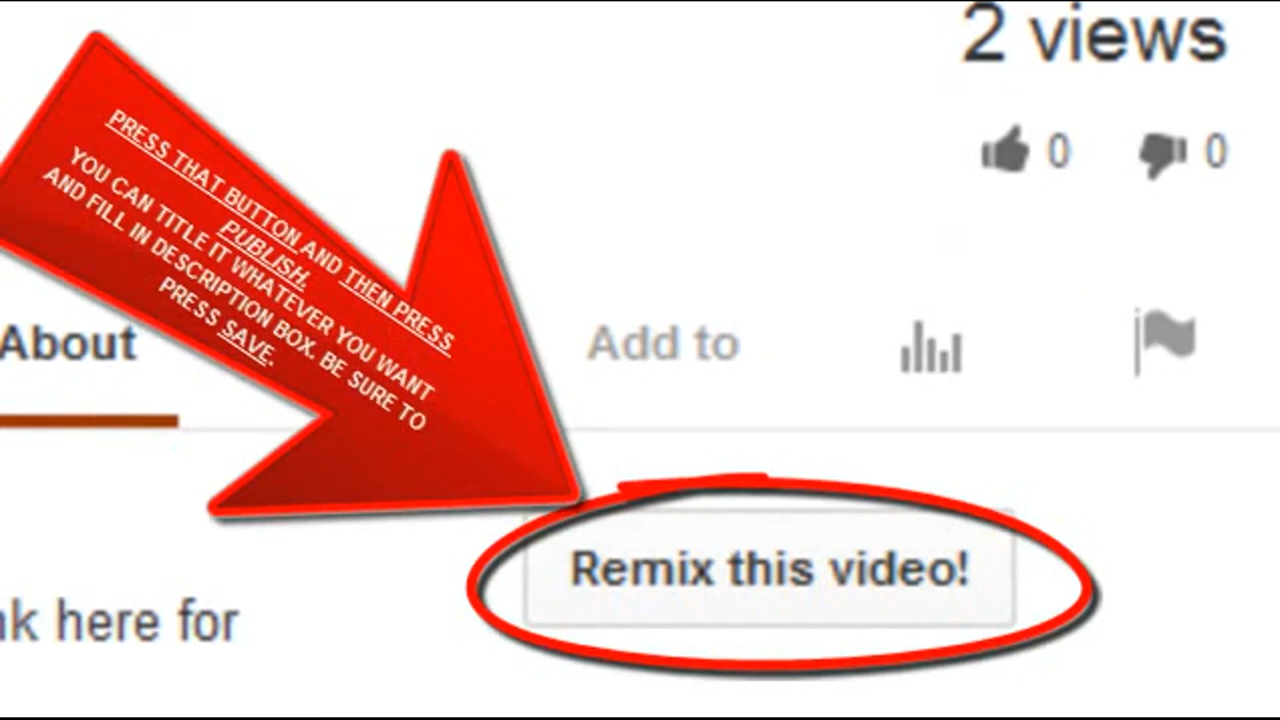 2 views
0 0
PRESS THAT BUTTON AND THEN PRESS
PUBLISH.
YOU CAN TITLE IT WHATEVER YOU WANT
AND FILL IN DESCRIPTION BOX. BE SURE TO
PRESS SAVE.
About
Add to
Remix this video!
nk here for